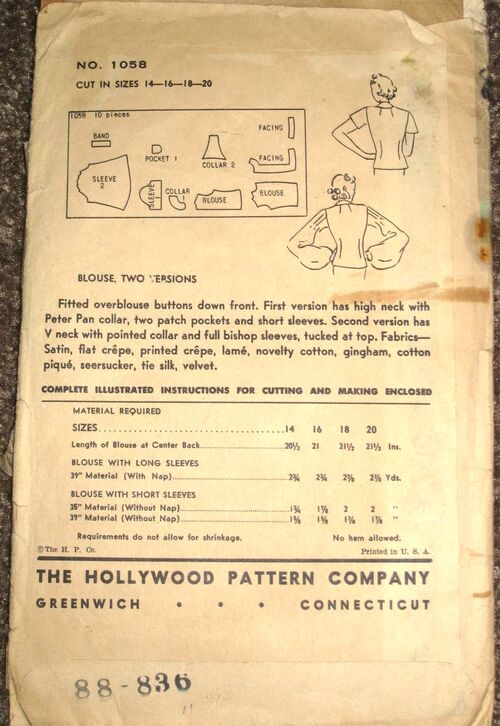 NO. 1058
CUT IN SIZES 14—16—18—20
1058 10 pieces
BAND
FACING
POCKET 1
COLLAR 2
FACING
SLEEVE 2
SLEEVE
COLLAR 1
BLOUSE
BLOUSE
BLOUSE, TWO VERSIONS
Fitted overblouse buttons down front. First version has high neck with
Peter Pan collar, two patch pockets and short sleeves. Second version has
V neck with pointed collar and full bishop sleeves, tucked at top. Fabrics—
Satin, flat crêpe, printed crêpe, lamé, novelty cotton, gingham, cotton
piqué, seersucker, tie silk, velvet.
COMPLETE ILLUSTRATED INSTRUCTIONS FOR CUTTING AND MAKING ENCLOSED
MATERIAL REQUIRED
SIZES 14 16 18 20
Length of Blouse at Center Back 20½ 21 21½ 21½ Ins.
BLOUSE WITH LONG SLEEVES
39" Material (With Nap) 2¾ 2¾ 2⅞ 2⅞ Yds.
BLOUSE WITH SHORT SLEEVES
35" Material (Without Nap) 1¾ 1⅞ 2 2 "
39" Material (Without Nap) 1⅝ 1⅝ 1⅞ 1⅞ "
Requirements do not allow for shrinkage. No hem allowed.
©The H. P. Co. Printed in U. S. A.
THE HOLLYWOOD PATTERN COMPANY
GREENWICH • • • CONNECTICUT
88-836